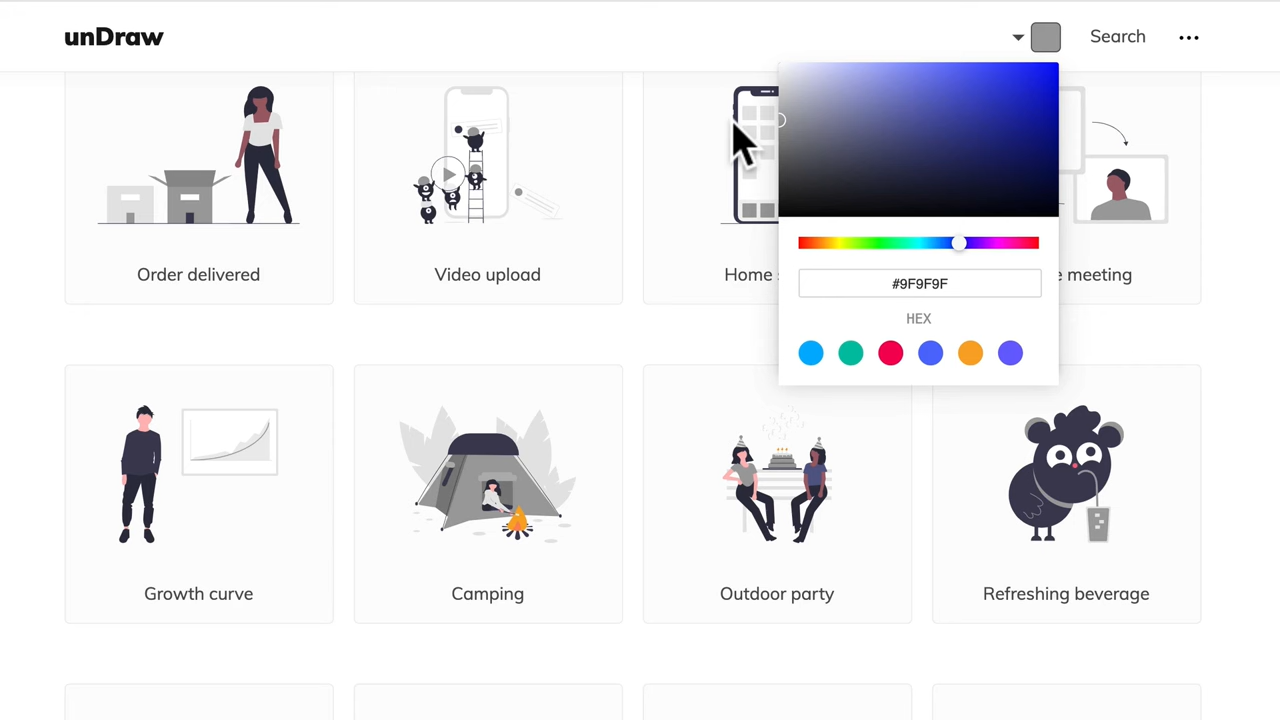 unDraw
Search
Order delivered
Video upload
Home
e meeting
#9F9F9F
HEX
Growth curve
Camping
Outdoor party
Refreshing beverage